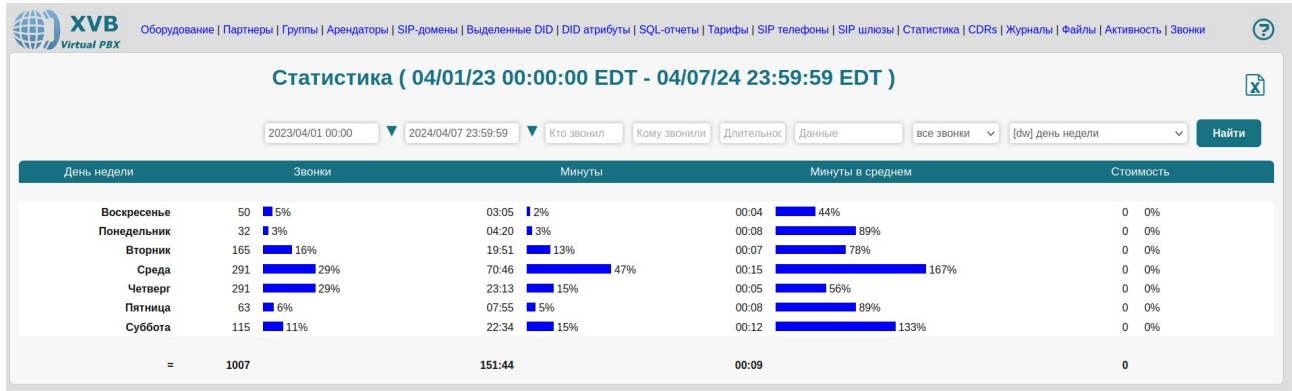 XVB
Virtual PBX
Оборудование | Партнеры | Группы | Арендаторы | SIP-домены | Выделенные DID | DID атрибуты | SQL-отчеты | Тарифы | SIP телефоны | SIP шлюзы | Статистика | CDRs | Журналы | Файлы | Активность | Звонки
?
Статистика ( 04/01/23 00:00:00 EDT - 04/07/24 23:59:59 EDT )
X
2023/04/01 00:00 ▼ 2024/04/07 23:59:59 ▼ Кто звонил Кому звонили Длительнос Данные все звонки [dw] день недели Найти
День недели Звонки Минуты Минуты в среднем Стоимость
Воскресенье 50 5% 03:05 2% 00:04 44% 0 0%
Понедельник 32 3% 04:20 3% 00:08 89% 0 0%
Вторник 165 16% 19:51 13% 00:07 78% 0 0%
Среда 291 29% 70:46 47% 00:15 167% 0 0%
Четверг 291 29% 23:13 15% 00:05 56% 0 0%
Пятница 63 6% 07:55 5% 00:08 89% 0 0%
Суббота 115 11% 22:34 15% 00:12 133% 0 0%
= 1007 151:44 00:09 0